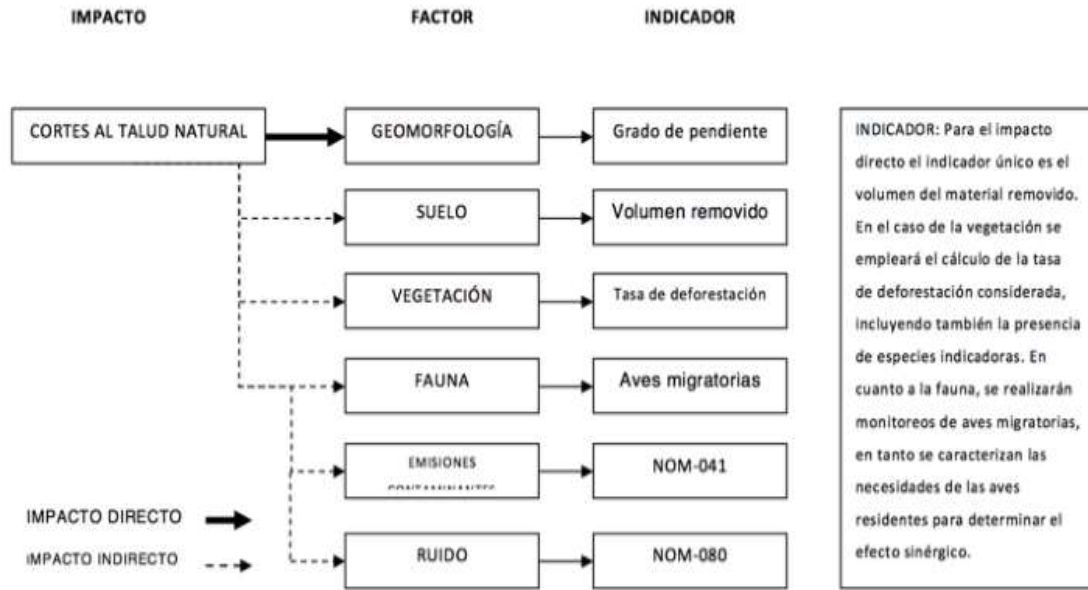 IMPACTO
FACTOR
INDICADOR
CORTES AL TALUD NATURAL
GEOMORFOLOGÍA
Grado de pendiente
SUELO
Volumen removido
VEGETACIÓN
Tasa de deforestación
FAUNA
Aves migratorias
EMISIONES
CONTAMINANTES
NOM-041
RUIDO
NOM-080
IMPACTO DIRECTO
IMPACTO INDIRECTO
INDICADOR: Para el impacto
directo el indicador único es el
volumen del material removido.
En el caso de la vegetación se
empleará el cálculo de la tasa
de deforestación considerada,
incluyendo también la presencia
de especies indicadoras. En
cuanto a la fauna, se realizarán
monitoreos de aves migratorias,
en tanto se caracterizan las
necesidades de las aves
residentes para determinar el
efecto sinérgico.